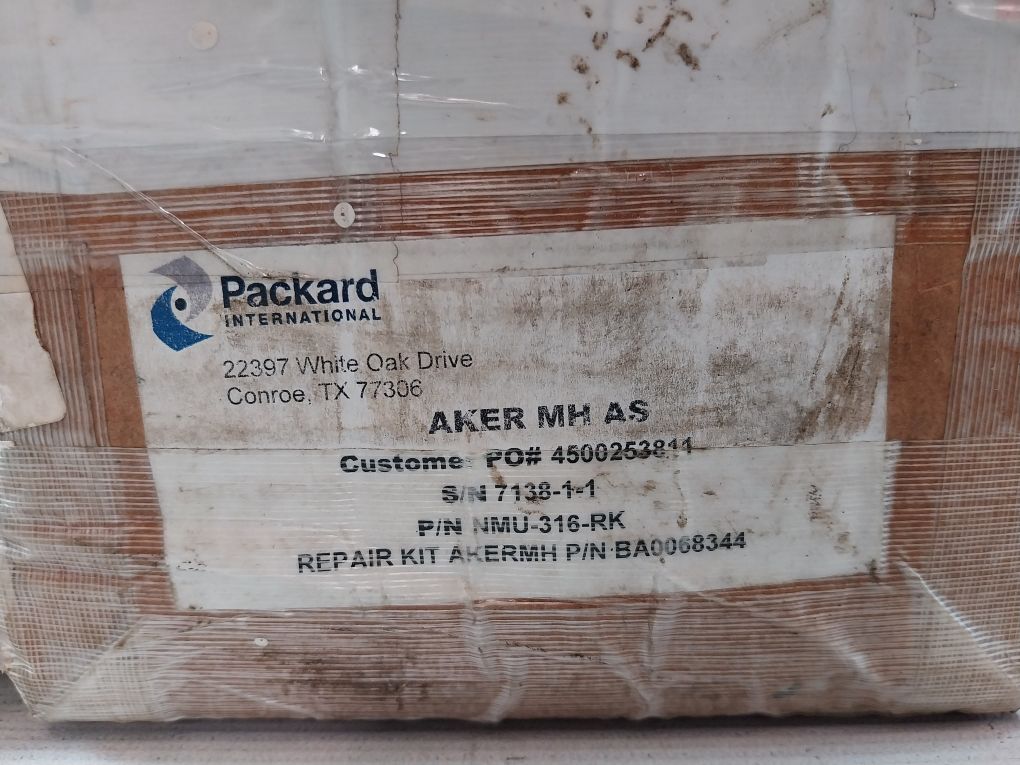 Packard
INTERNATIONAL
22397 White Oak Drive
Conroe, TX 77306
AKER MH AS
Customer PO# 4500253811
S/N 7138-1-1
P/N NMU-316-RK
REPAIR KIT AKERMH P/N BA0068344